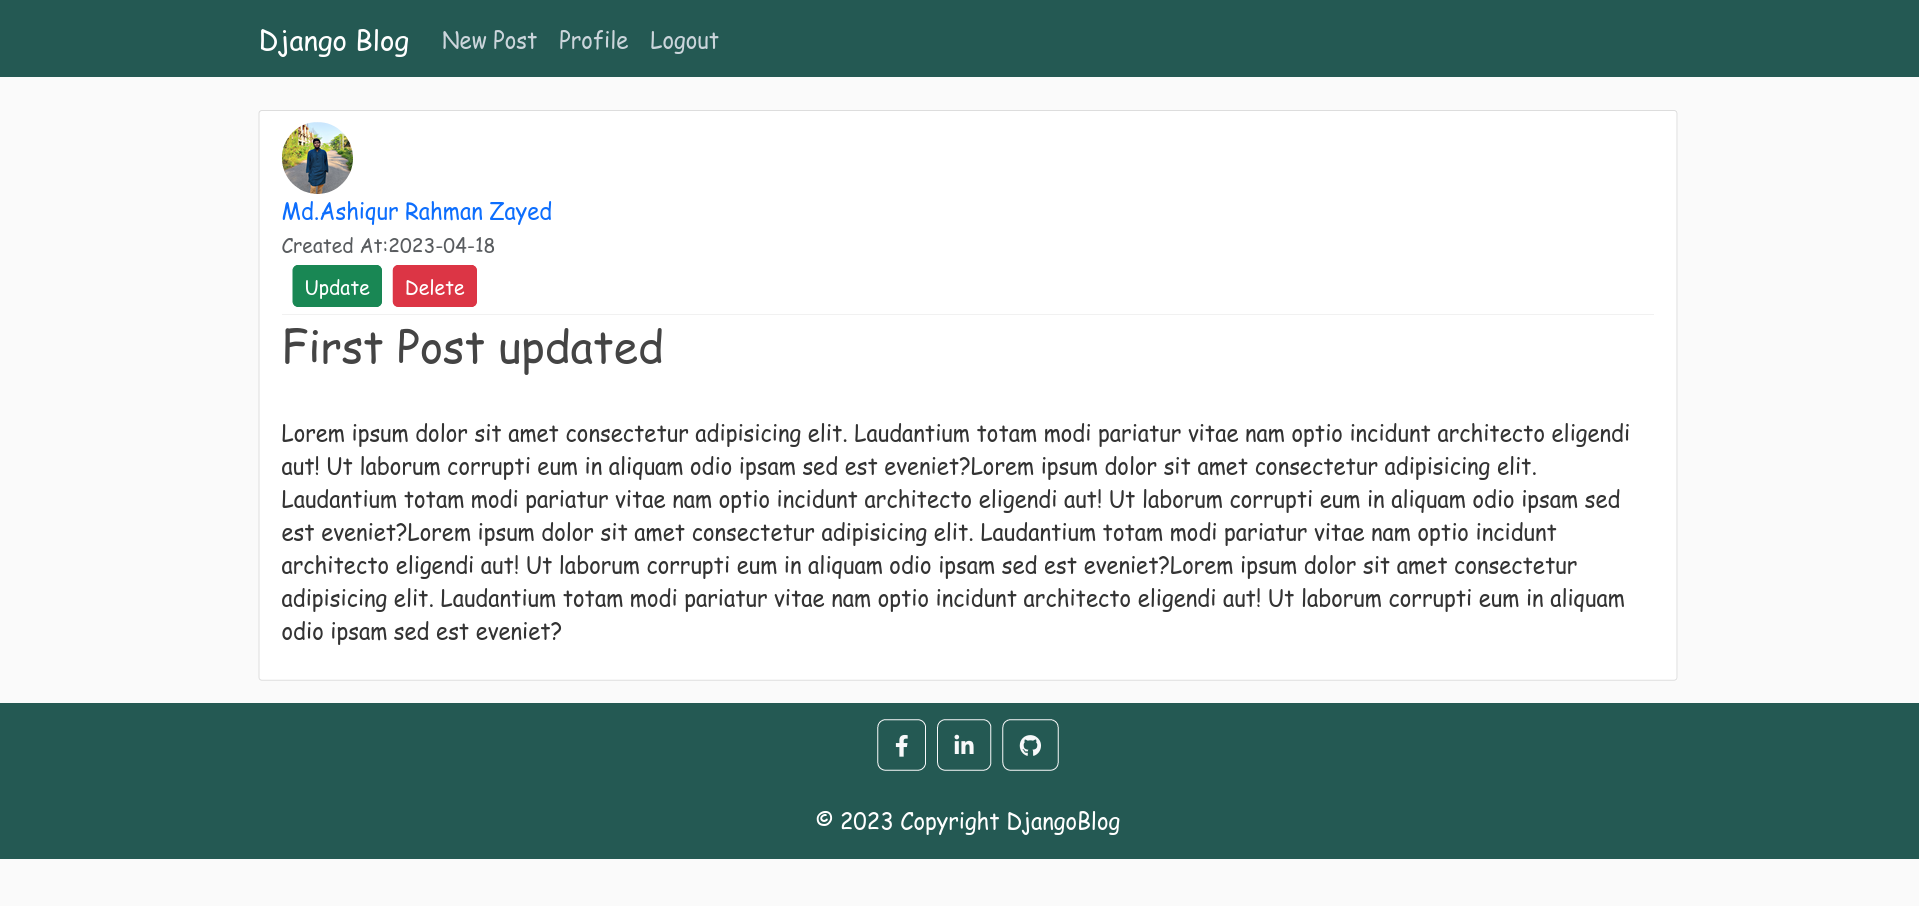 Django Blog New Post Profile Logout
Md.Ashiqur Rahman Zayed
Created At:2023-04-18
Update Delete
First Post updated
Lorem ipsum dolor sit amet consectetur adipisicing elit. Laudantium totam modi pariatur vitae nam optio incidunt architecto eligendi
aut! Ut laborum corrupti eum in aliquam odio ipsam sed est eveniet?Lorem ipsum dolor sit amet consectetur adipisicing elit.
Laudantium totam modi pariatur vitae nam optio incidunt architecto eligendi aut! Ut laborum corrupti eum in aliquam odio ipsam sed
est eveniet?Lorem ipsum dolor sit amet consectetur adipisicing elit. Laudantium totam modi pariatur vitae nam optio incidunt
architecto eligendi aut! Ut laborum corrupti eum in aliquam odio ipsam sed est eveniet?Lorem ipsum dolor sit amet consectetur
adipisicing elit. Laudantium totam modi pariatur vitae nam optio incidunt architecto eligendi aut! Ut laborum corrupti eum in aliquam
odio ipsam sed est eveniet?
© 2023 Copyright DjangoBlog